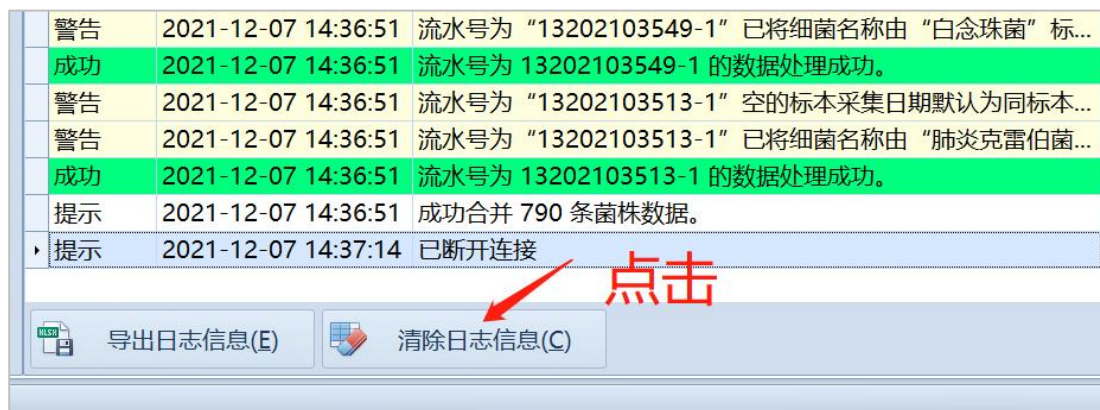 警告 2021-12-07 14:36:51 流水号为“13202103549-1”已将细菌名称由“白念珠菌”标...
成功 2021-12-07 14:36:51 流水号为 13202103549-1 的数据处理成功。
警告 2021-12-07 14:36:51 流水号为“13202103513-1”空的标本采集日期默认为同标本...
警告 2021-12-07 14:36:51 流水号为“13202103513-1”已将细菌名称由“肺炎克雷伯菌...
成功 2021-12-07 14:36:51 流水号为 13202103513-1 的数据处理成功。
提示 2021-12-07 14:36:51 成功合并 790 条菌株数据。
提示 2021-12-07 14:37:14 已断开连接
点击
XLSX 导出日志信息(E) 清除日志信息(C)